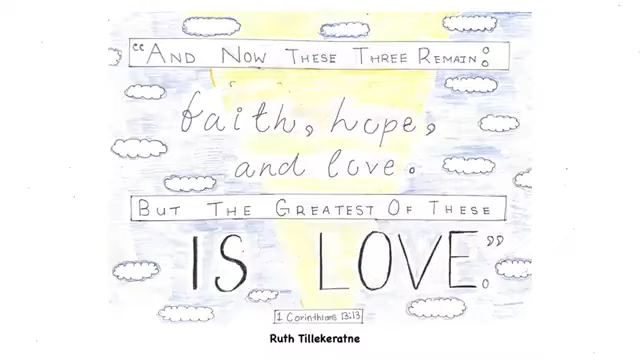 “And Now These Three Remain:
faith, hope,
and love.
But The Greatest Of These
IS LOVE.”
1 Corinthians 13:13
Ruth Tillekeratne